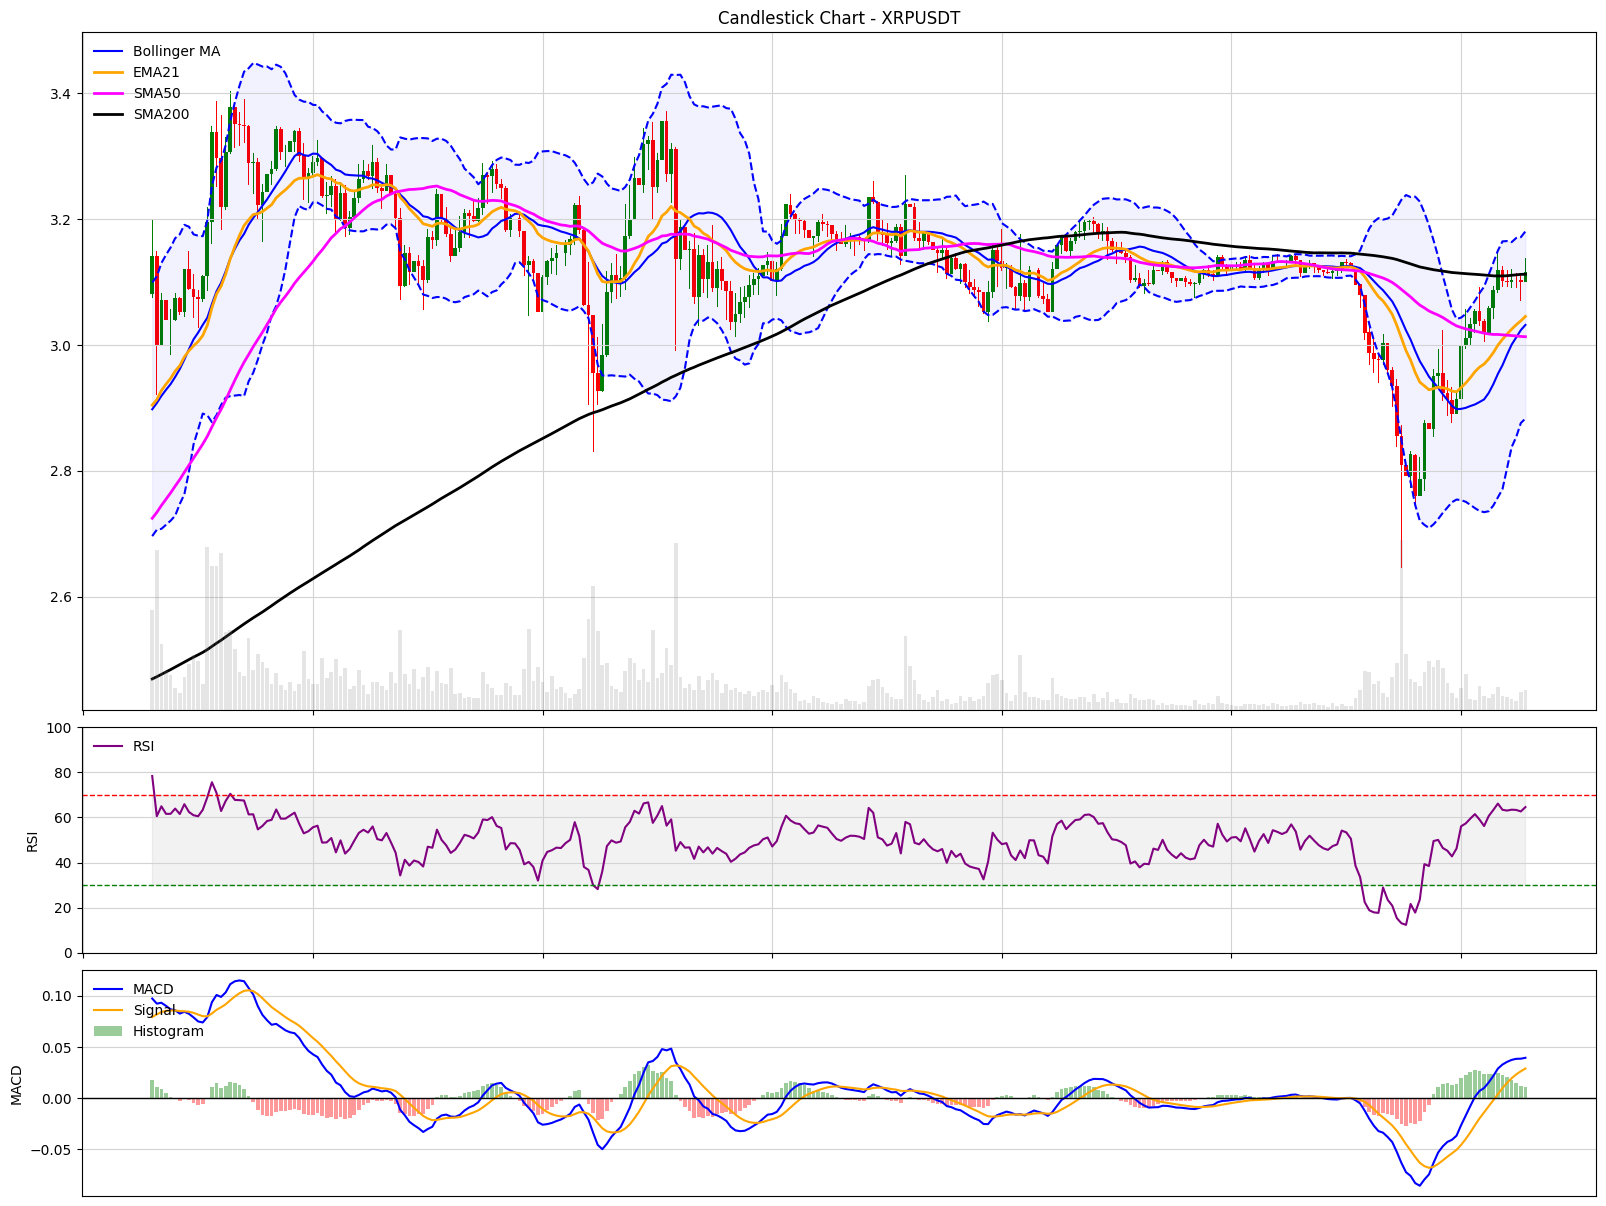 Candlestick Chart - XRPUSDT
Bollinger MA
EMA21
SMA50
SMA200
3.4
3.2
3.0
2.8
2.6
RSI
100
80
60
40
20
0
RSI
MACD
Signal
Histogram
0.10
0.05
0.00
−0.05
MACD